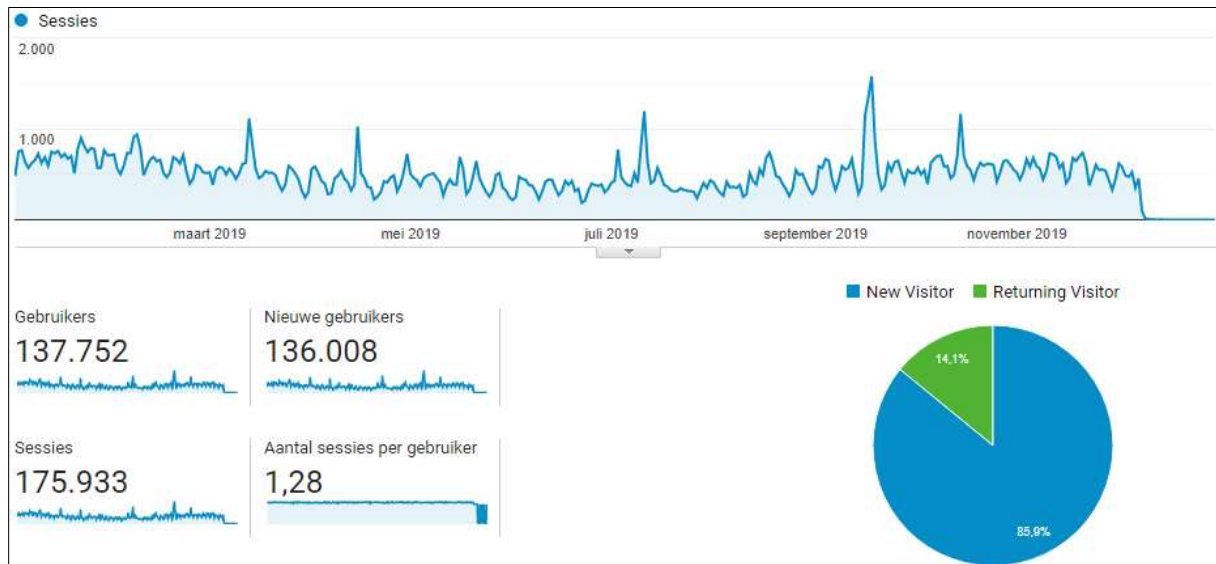 Sessies
2.000
1.000
maart 2019 mei 2019 juli 2019 september 2019 november 2019
New Visitor Returning Visitor
Gebruikers Nieuwe gebruikers
137.752 136.008
14,1%
Sessies Aantal sessies per gebruiker
175.933 1,28
85,9%